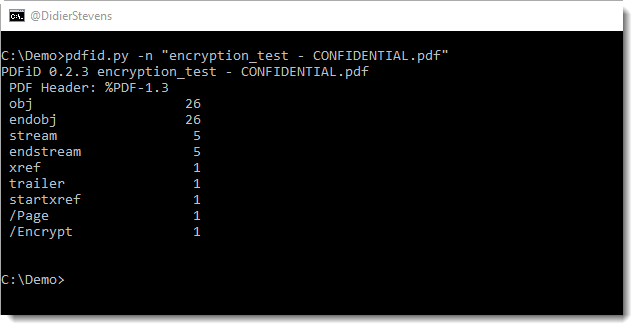 C:\. @DidierStevens
C:\Demo>pdfid.py -n "encryption_test - CONFIDENTIAL.pdf"
PDFiD 0.2.3 encryption_test - CONFIDENTIAL.pdf
PDF Header: %PDF-1.3
obj 26
endobj 26
stream 5
endstream 5
xref 1
trailer 1
startxref 1
/Page 1
/Encrypt 1
C:\Demo>